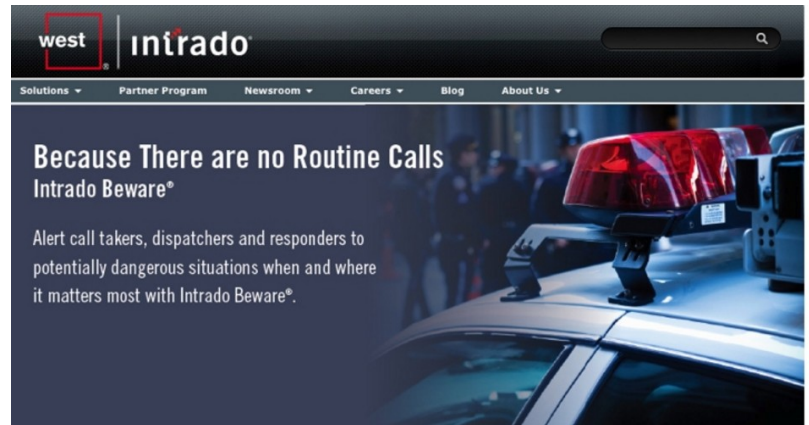 west ® intrado®
Solutions Partner Program Newsroom Careers Blog About Us
Because There are no Routine Calls
Intrado Beware®
Alert call takers, dispatchers and responders to
potentially dangerous situations when and where
it matters most with Intrado Beware®.